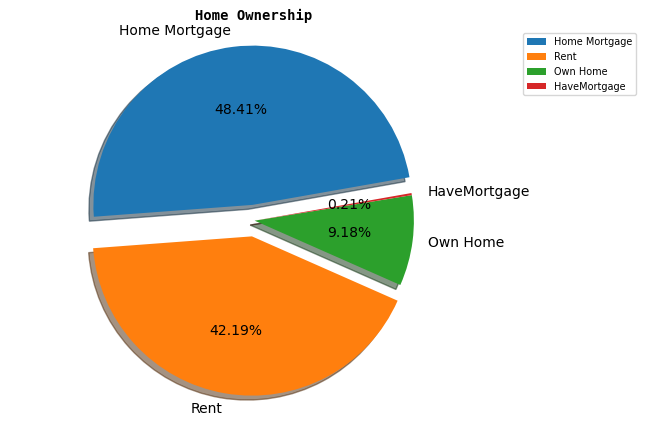 Home Ownership
Home Mortgage
48.41%
HaveMortgage
0.21%
9.18%
Own Home
42.19%
Rent
Home Mortgage
Rent
Own Home
HaveMortgage